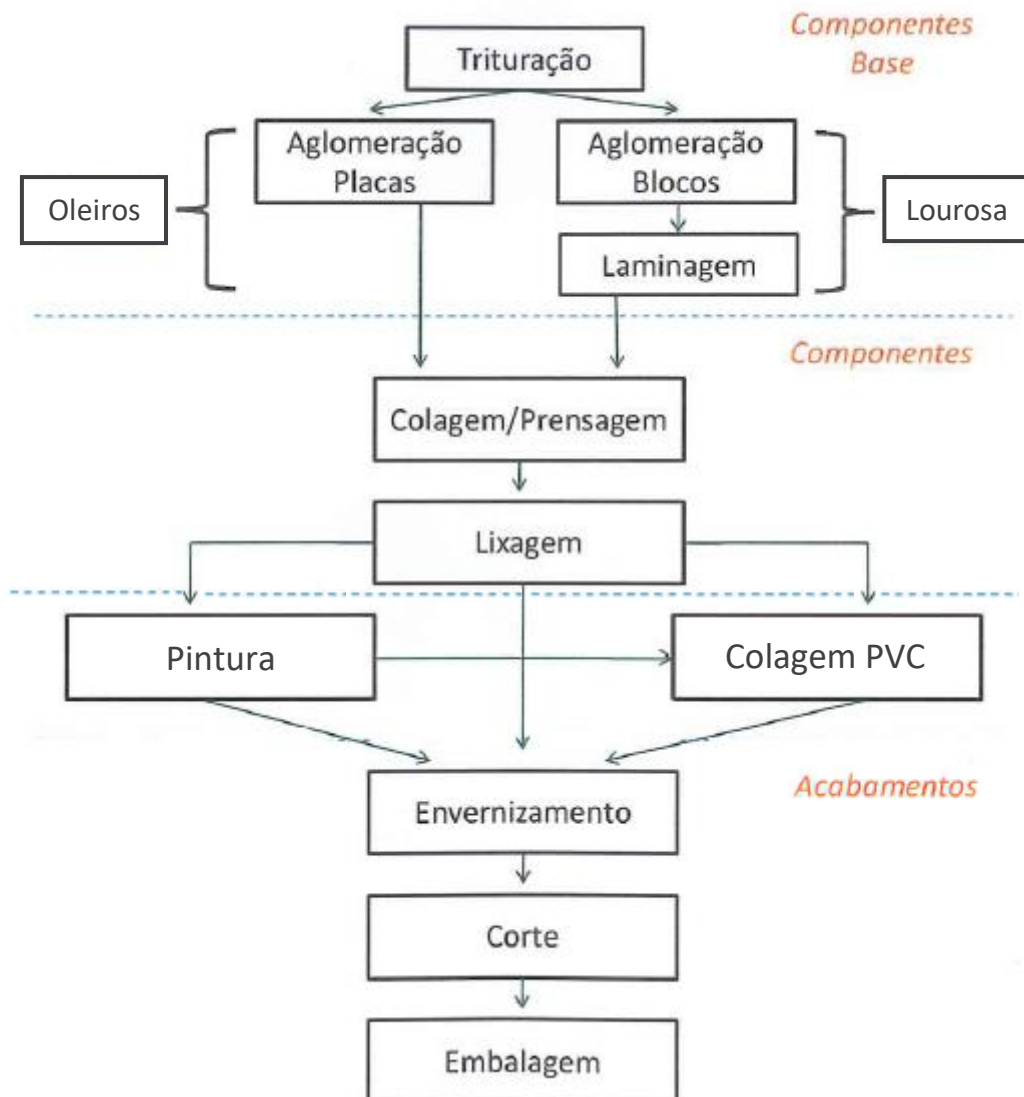 Componentes
Base
Trituração
Aglomeração
Placas
Aglomeração
Blocos
Oleiros
Lourosa
Laminagem
Componentes
Colagem/Prensagem
Lixagem
Pintura
Colagem PVC
Acabamentos
Envernizamento
Corte
Embalagem